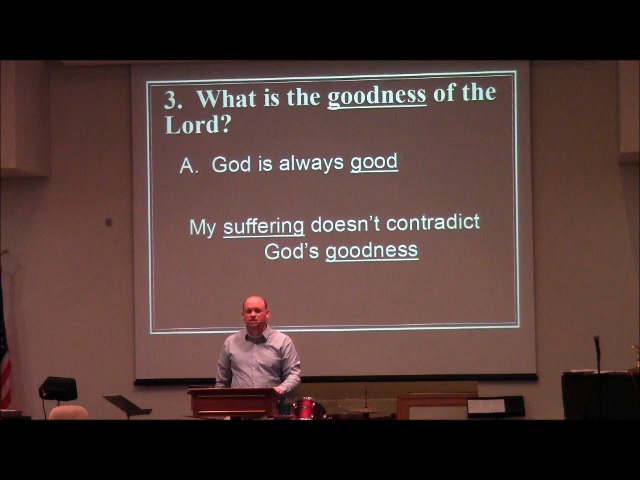 3. What is the goodness of the
Lord?
A. God is always good
My suffering doesn't contradict
God's goodness